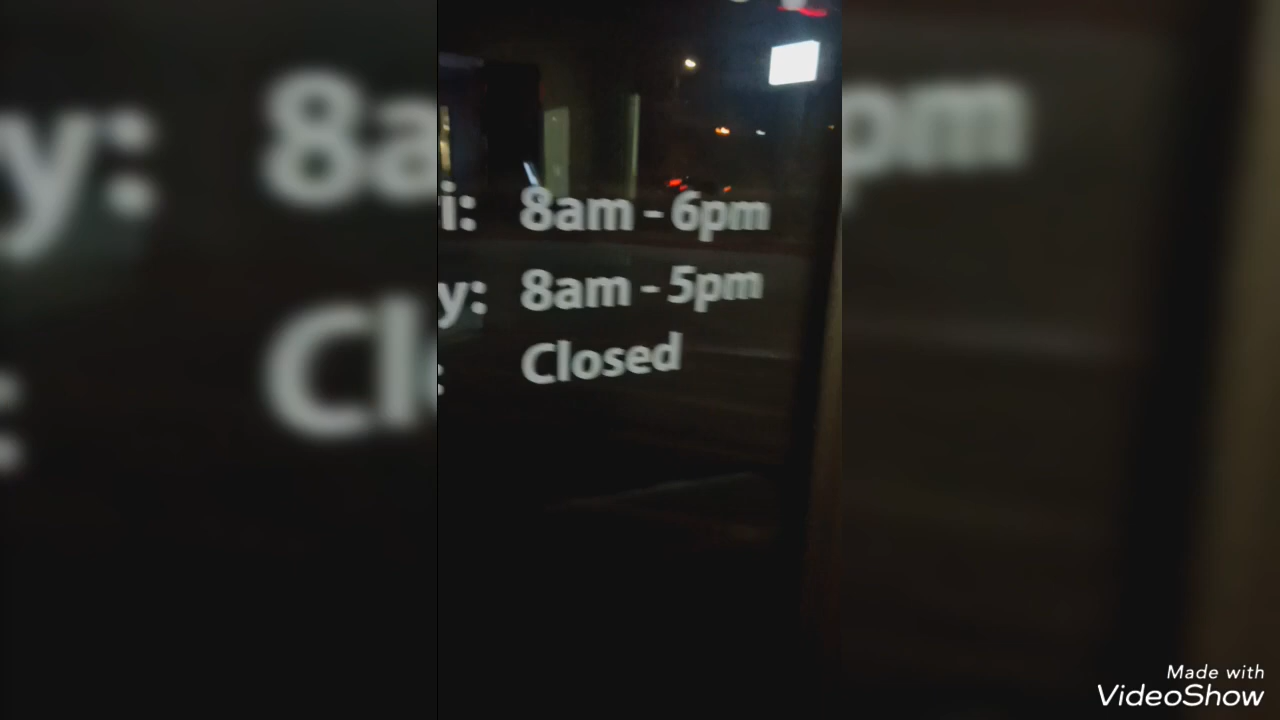 i: 8am - 6pm
y: 8am - 5pm
: Closed
Made with
VideoShow